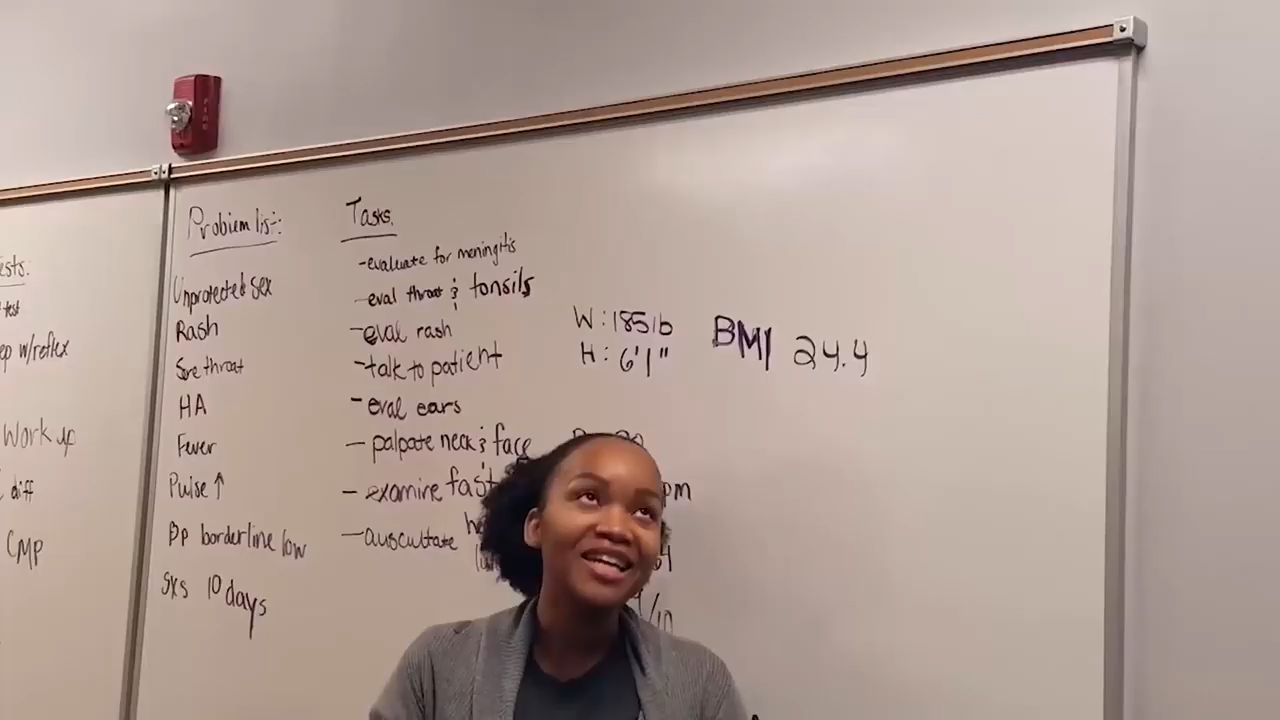 ests:
test
ep w/reflex
Work up
diff
CMP
Problem list:
Unprotected sex
Rash
Sore throat
HA
Fever
Pulse ↑
Bp borderline low
sxs 10 days
Tasks.
-evaluate for meningitis
-eval throat & tonsils
-eval rash
-talk to patient
-eval ears
- palpate neck & face
- examine fast
-auscultate
W: 185lb
H: 6'1"
BMI 24.4
FIRE